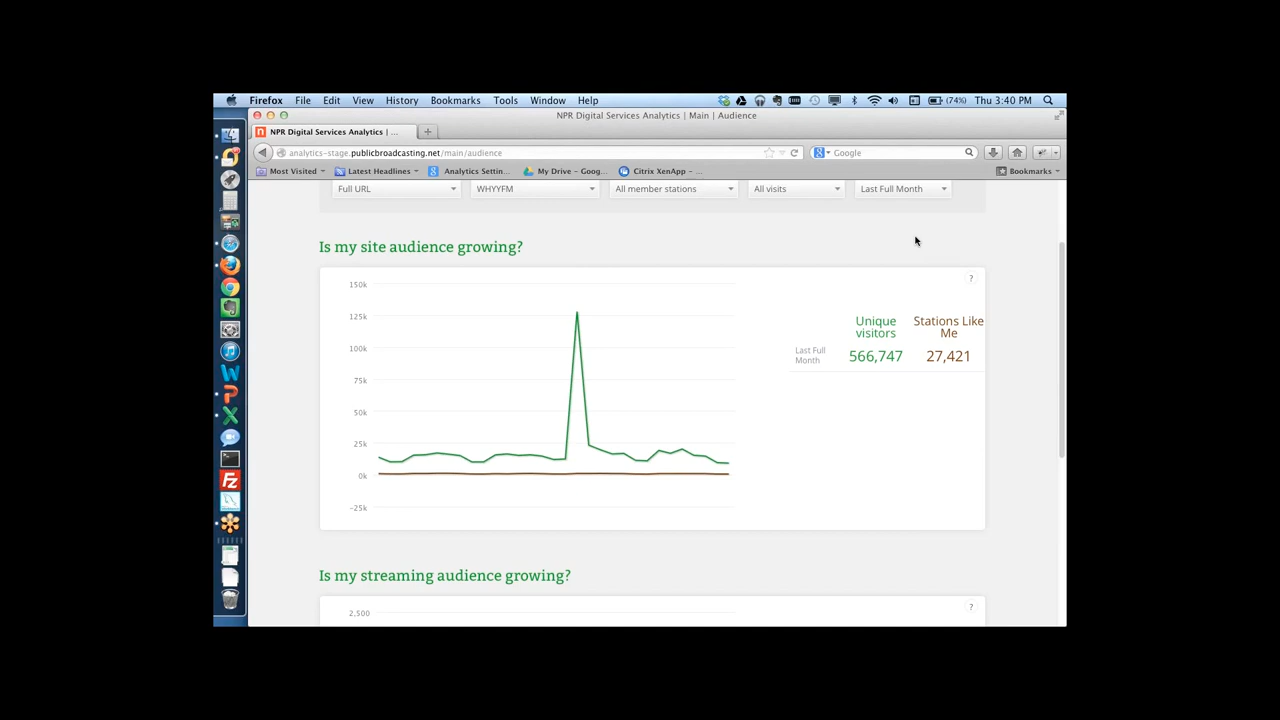 Firefox File Edit View History Bookmarks Tools Window Help (74%) Thu 3:40 PM
NPR Digital Services Analytics | Main | Audience
NPR Digital Services Analytics | ...
analytics-stage.publicbroadcasting.net/main/audience Google
Most Visited Latest Headlines Analytics Settin... My Drive – Goog... Citrix XenApp – ... Bookmarks
Full URL WHYYFM All member stations All visits Last Full Month
Is my site audience growing?
?
150k
125k
100k
75k
50k
25k
0k
-25k
Unique visitors
Stations Like Me
Last Full Month
566,747 27,421
Is my streaming audience growing?
?
2,500